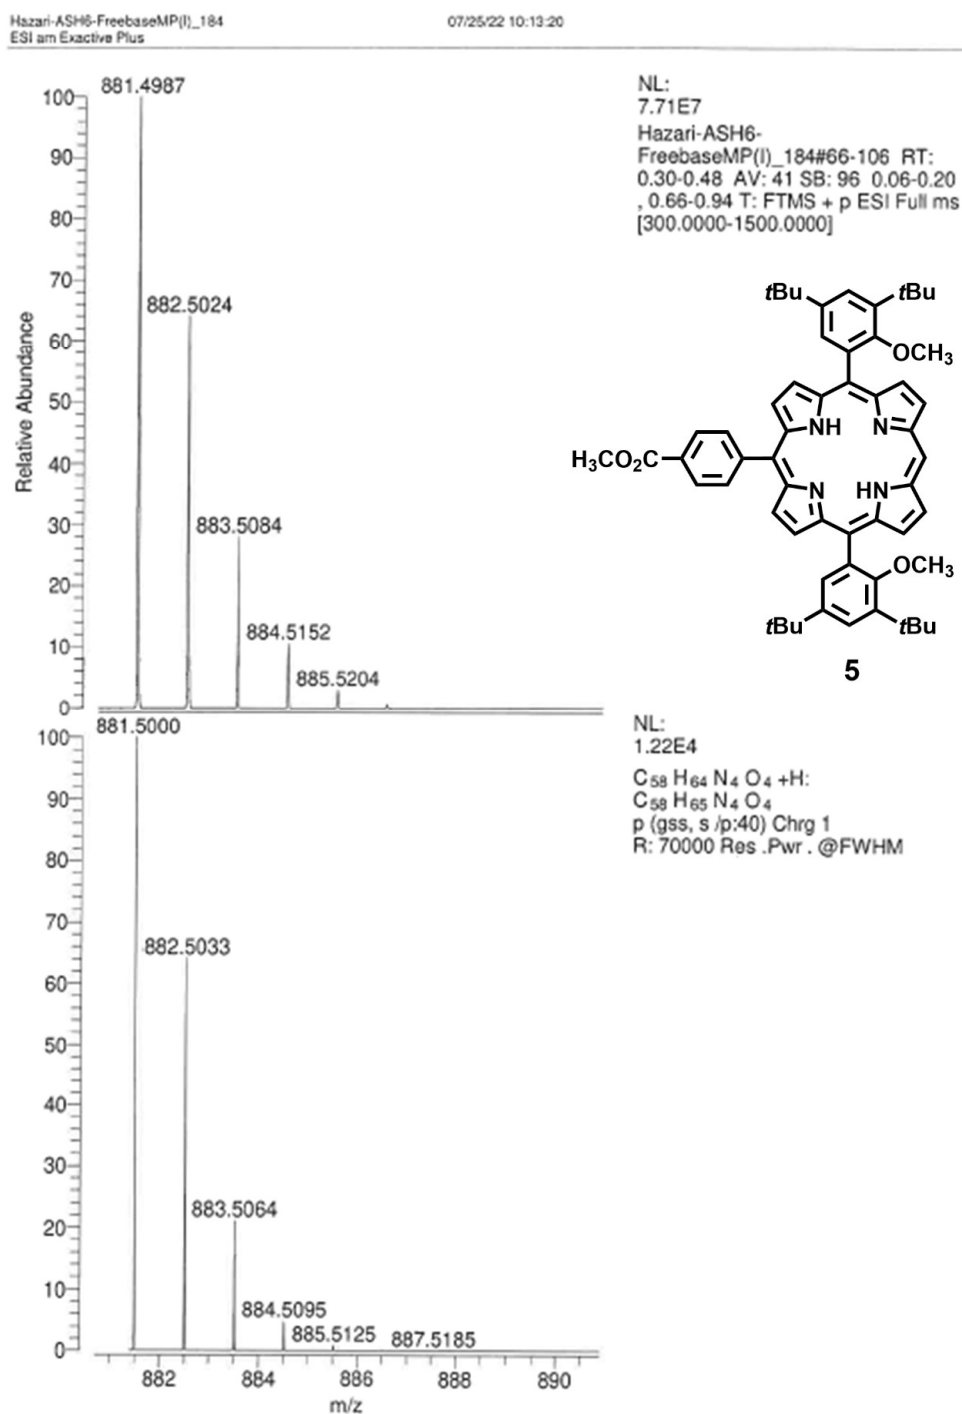 Hazari-ASH6-FreebaseMP(I)_184
07/25/22 10:13:20
ESI am Exactive Plus
881.4987
882.5024
883.5084
884.5152
885.5204
100
90
80
70
60
50
40
30
20
10
0
Relative Abundance
NL:
7.71E7
Hazari-ASH6-
FreebaseMP(I)_184#66-106 RT:
0.30-0.48 AV: 41 SB: 96 0.06-0.20
, 0.66-0.94 T: FTMS + p ESI Full ms
[300.0000-1500.0000]
tBu
tBu
OCH3
NH
N
H3CO2C
N
HN
OCH3
tBu
tBu
5
881.5000
882.5033
883.5064
884.5095
885.5125
887.5185
100
90
80
70
60
50
40
30
20
10
0
NL:
1.22E4
C58 H64 N4 O4 +H:
C58 H65 N4 O4
p (gss, s /p:40) Chrg 1
R: 70000 Res .Pwr . @FWHM
882
884
886
888
890
m/z